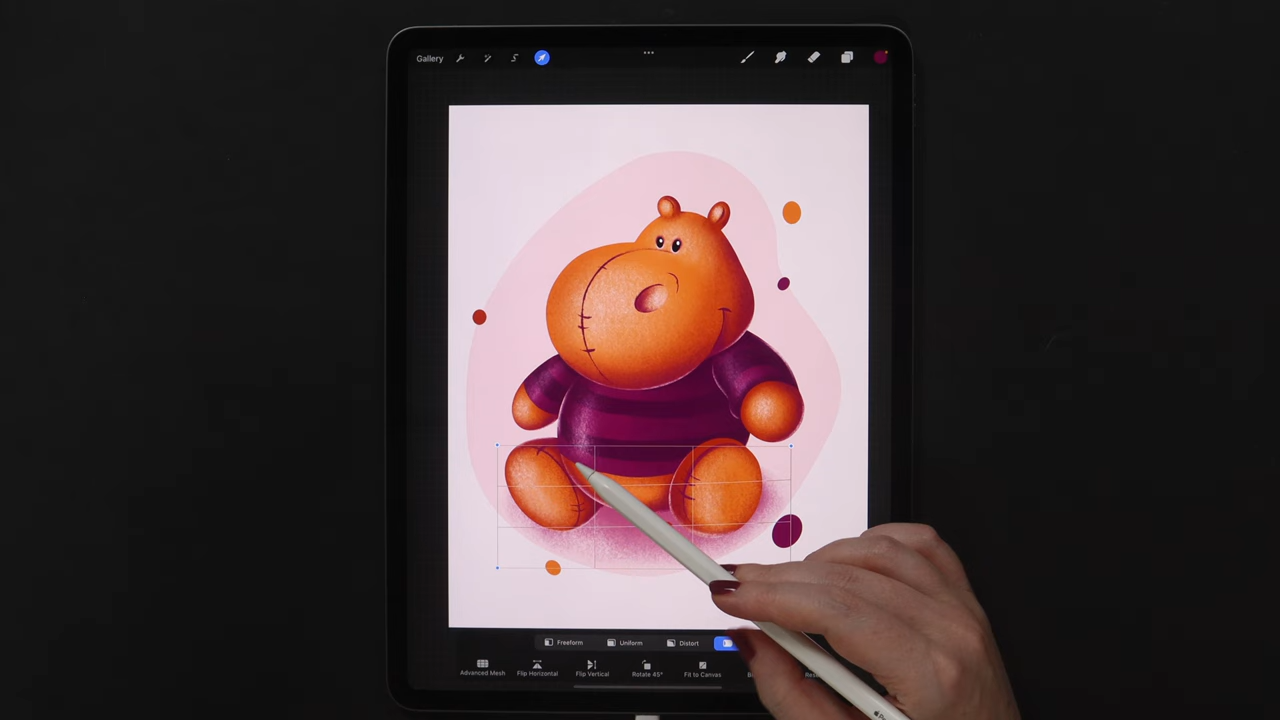 Gallery
Freeform Uniform Distort
Advanced Mesh Flip Horizontal Flip Vertical Rotate 45° Fit to Canvas